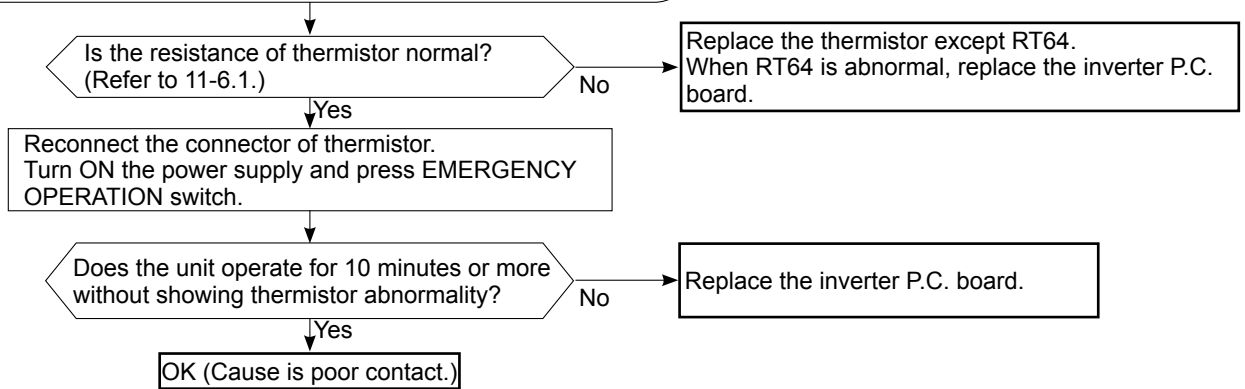 Is the resistance of thermistor normal?
(Refer to 11-6.1.)
No
Replace the thermistor except RT64.
When RT64 is abnormal, replace the inverter P.C.
board.
Yes
Reconnect the connector of thermistor.
Turn ON the power supply and press EMERGENCY
OPERATION switch.
Does the unit operate for 10 minutes or more
without showing thermistor abnormality?
No
Replace the inverter P.C. board.
Yes
OK (Cause is poor contact.)